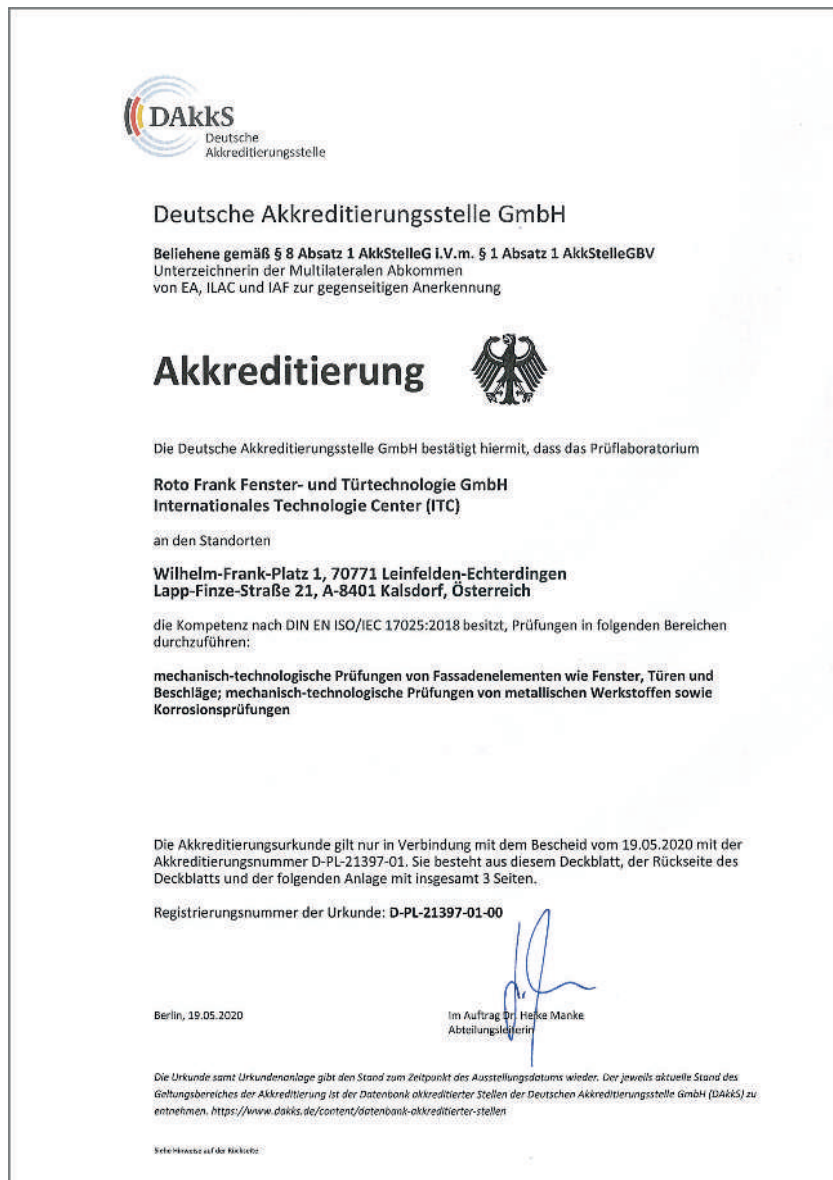 DAkkS
Deutsche
Akkreditierungsstelle
Deutsche Akkreditierungsstelle GmbH
Beliehene gemäß § 8 Absatz 1 AkkStelleG i.V.m. § 1 Absatz 1 AkkStelleGBV
Unterzeichnerin der Multilateralen Abkommen
von EA, ILAC und IAF zur gegenseitigen Anerkennung
Akkreditierung
Die Deutsche Akkreditierungsstelle GmbH bestätigt hiermit, dass das Prüflaboratorium
Roto Frank Fenster- und Türtechnologie GmbH
Internationales Technologie Center (ITC)
an den Standorten
Wilhelm-Frank-Platz 1, 70771 Leinfelden-Echterdingen
Lapp-Finze-Straße 21, A-8401 Kalsdorf, Österreich
die Kompetenz nach DIN EN ISO/IEC 17025:2018 besitzt, Prüfungen in folgenden Bereichen
durchzuführen:
mechanisch-technologische Prüfungen von Fassadenelementen wie Fenster, Türen und
Beschläge; mechanisch-technologische Prüfungen von metallischen Werkstoffen sowie
Korrosionsprüfungen
Die Akkreditierungsurkunde gilt nur in Verbindung mit dem Bescheid vom 19.05.2020 mit der
Akkreditierungsnummer D-PL-21397-01. Sie besteht aus diesem Deckblatt, der Rückseite des
Deckblatts und der folgenden Anlage mit insgesamt 3 Seiten.
Registrierungsnummer der Urkunde: D-PL-21397-01-00
Berlin, 19.05.2020
Im Auftrag Dr. Heike Manke
Abteilungsleiterin
Die Urkunde samt Urkundenanlage gibt den Stand zum Zeitpunkt des Ausstellungsdatums wieder. Der jeweils aktuelle Stand des
Geltungsbereiches der Akkreditierung ist der Datenbank akkreditierter Stellen der Deutschen Akkreditierungsstelle GmbH (DAkkS) zu
entnehmen. https://www.dakks.de/content/datenbank-akkreditierter-stellen
Siehe Hinweise auf der Rückseite